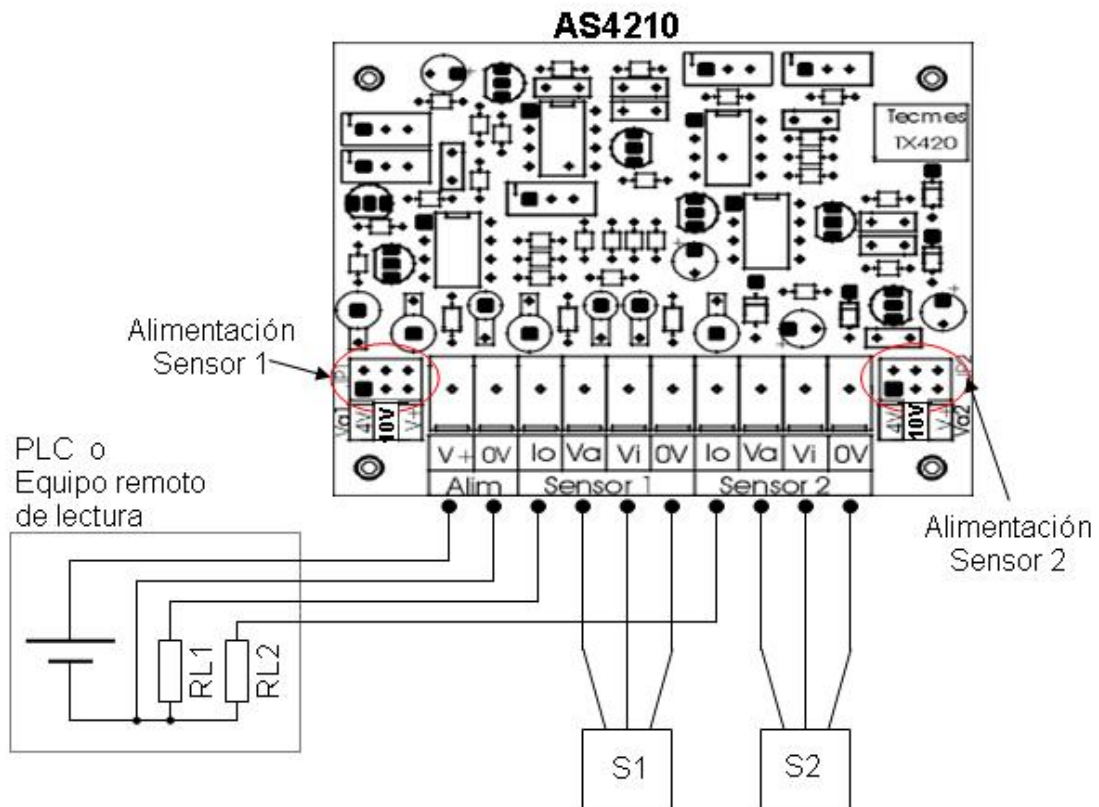 AS4210
Tecmes
TX420
Alimentación
Sensor 1
JP1
JP2
Va1
4V
10V
V+
4V
10V
V+
Va2
V+
0V
Io
Va
Vi
0V
Io
Va
Vi
0V
Alim
Sensor 1
Sensor 2
PLC o
Equipo remoto
de lectura
Alimentación
Sensor 2
RL1
RL2
S1
S2